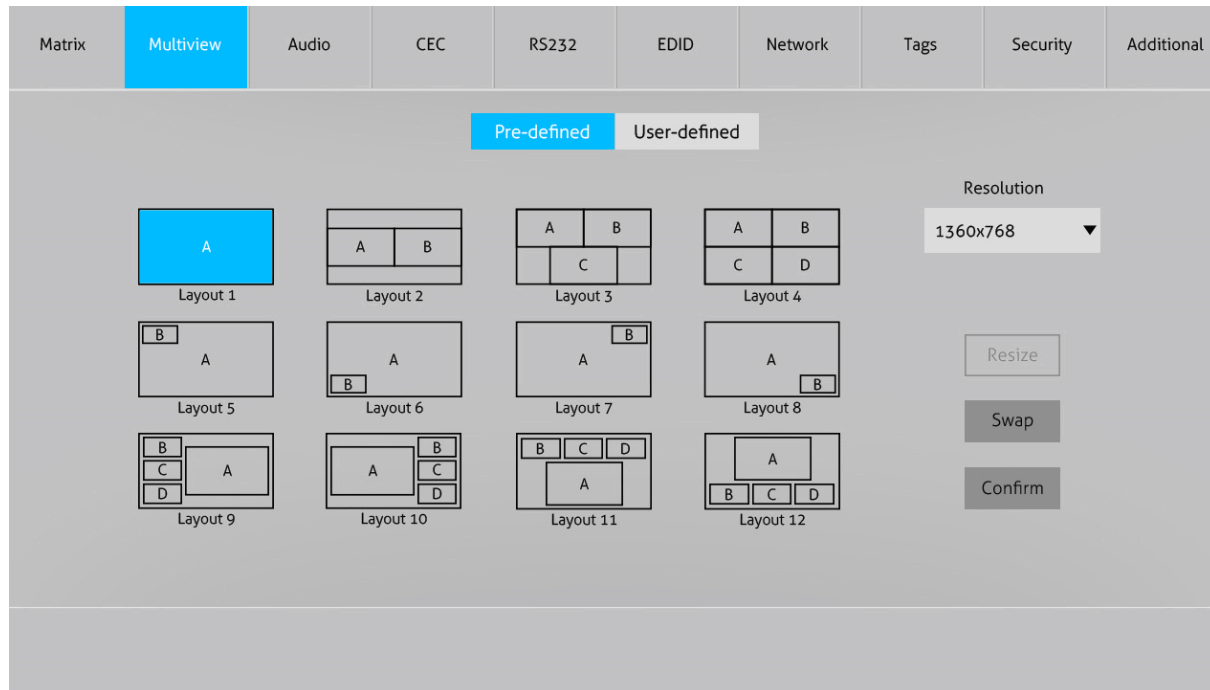 Matrix Multiview Audio CEC RS232 EDID Network Tags Security Additional
Pre-defined User-defined
Resolution
1360x768
A
Layout 1
A B
Layout 2
A B
C
Layout 3
A B
C D
Layout 4
B
A
Layout 5
A
B
Layout 6
B
A
Layout 7
A
B
Layout 8
B
C A
D
Layout 9
B
A C
D
Layout 10
B C D
A
Layout 11
A
B C D
Layout 12
Resize
Swap
Confirm